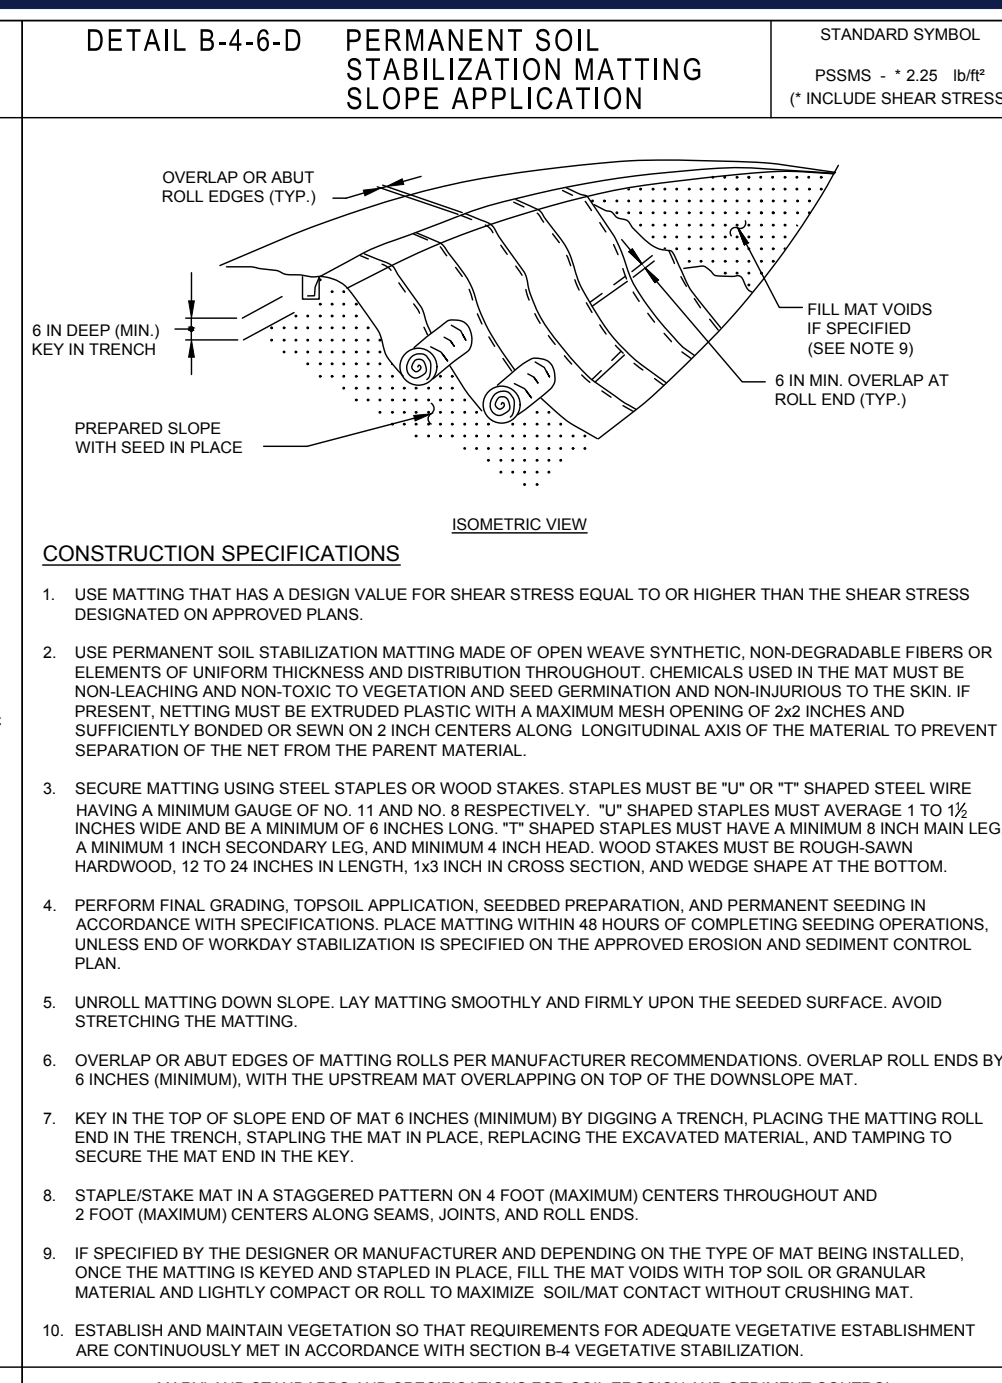 DETAIL B-4-6-D PERMANENT SOIL
STABILIZATION MATTING
SLOPE APPLICATION
STANDARD SYMBOL
PSSMS - * 2.25 lb/ft²
(* INCLUDE SHEAR STRESS
OVERLAP OR ABUT
ROLL EDGES (TYP.)
6 IN DEEP (MIN.)
KEY IN TRENCH
PREPARED SLOPE
WITH SEED IN PLACE
FILL MAT VOIDS
IF SPECIFIED
(SEE NOTE 9)
6 IN MIN. OVERLAP AT
ROLL END (TYP.)
ISOMETRIC VIEW
CONSTRUCTION SPECIFICATIONS
1. USE MATTING THAT HAS A DESIGN VALUE FOR SHEAR STRESS EQUAL TO OR HIGHER THAN THE SHEAR STRESS
DESIGNATED ON APPROVED PLANS.
2. USE PERMANENT SOIL STABILIZATION MATTING MADE OF OPEN WEAVE SYNTHETIC, NON-DEGRADABLE FIBERS OR
ELEMENTS OF UNIFORM THICKNESS AND DISTRIBUTION THROUGHOUT. CHEMICALS USED IN THE MAT MUST BE
NON-LEACHING AND NON-TOXIC TO VEGETATION AND SEED GERMINATION AND NON-INJURIOUS TO THE SKIN. IF
PRESENT, NETTING MUST BE EXTRUDED PLASTIC WITH A MAXIMUM MESH OPENING OF 2x2 INCHES AND
SUFFICIENTLY BONDED OR SEWN ON 2 INCH CENTERS ALONG LONGITUDINAL AXIS OF THE MATERIAL TO PREVENT
SEPARATION OF THE NET FROM THE PARENT MATERIAL.
3. SECURE MATTING USING STEEL STAPLES OR WOOD STAKES. STAPLES MUST BE "U" OR "T" SHAPED STEEL WIRE
HAVING A MINIMUM GAUGE OF NO. 11 AND NO. 8 RESPECTIVELY. "U" SHAPED STAPLES MUST AVERAGE 1 TO 1½
INCHES WIDE AND BE A MINIMUM OF 6 INCHES LONG. "T" SHAPED STAPLES MUST HAVE A MINIMUM 8 INCH MAIN LEG
A MINIMUM 1 INCH SECONDARY LEG, AND MINIMUM 4 INCH HEAD. WOOD STAKES MUST BE ROUGH-SAWN
HARDWOOD, 12 TO 24 INCHES IN LENGTH, 1x3 INCH IN CROSS SECTION, AND WEDGE SHAPE AT THE BOTTOM.
4. PERFORM FINAL GRADING, TOPSOIL APPLICATION, SEEDBED PREPARATION, AND PERMANENT SEEDING IN
ACCORDANCE WITH SPECIFICATIONS. PLACE MATTING WITHIN 48 HOURS OF COMPLETING SEEDING OPERATIONS,
UNLESS END OF WORKDAY STABILIZATION IS SPECIFIED ON THE APPROVED EROSION AND SEDIMENT CONTROL
PLAN.
5. UNROLL MATTING DOWN SLOPE. LAY MATTING SMOOTHLY AND FIRMLY UPON THE SEEDED SURFACE. AVOID
STRETCHING THE MATTING.
6. OVERLAP OR ABUT EDGES OF MATTING ROLLS PER MANUFACTURER RECOMMENDATIONS. OVERLAP ROLL ENDS BY
6 INCHES (MINIMUM), WITH THE UPSTREAM MAT OVERLAPPING ON TOP OF THE DOWNSLOPE MAT.
7. KEY IN THE TOP OF SLOPE END OF MAT 6 INCHES (MINIMUM) BY DIGGING A TRENCH, PLACING THE MATTING ROLL
END IN THE TRENCH, STAPLING THE MAT IN PLACE, REPLACING THE EXCAVATED MATERIAL, AND TAMPING TO
SECURE THE MAT END IN THE KEY.
8. STAPLE/STAKE MAT IN A STAGGERED PATTERN ON 4 FOOT (MAXIMUM) CENTERS THROUGHOUT AND
2 FOOT (MAXIMUM) CENTERS ALONG SEAMS, JOINTS, AND ROLL ENDS.
9. IF SPECIFIED BY THE DESIGNER OR MANUFACTURER AND DEPENDING ON THE TYPE OF MAT BEING INSTALLED,
ONCE THE MATTING IS KEYED AND STAPLED IN PLACE, FILL THE MAT VOIDS WITH TOP SOIL OR GRANULAR
MATERIAL AND LIGHTLY COMPACT OR ROLL TO MAXIMIZE SOIL/MAT CONTACT WITHOUT CRUSHING MAT.
10. ESTABLISH AND MAINTAIN VEGETATION SO THAT REQUIREMENTS FOR ADEQUATE VEGETATIVE ESTABLISHMENT
ARE CONTINUOUSLY MET IN ACCORDANCE WITH SECTION B-4 VEGETATIVE STABILIZATION.